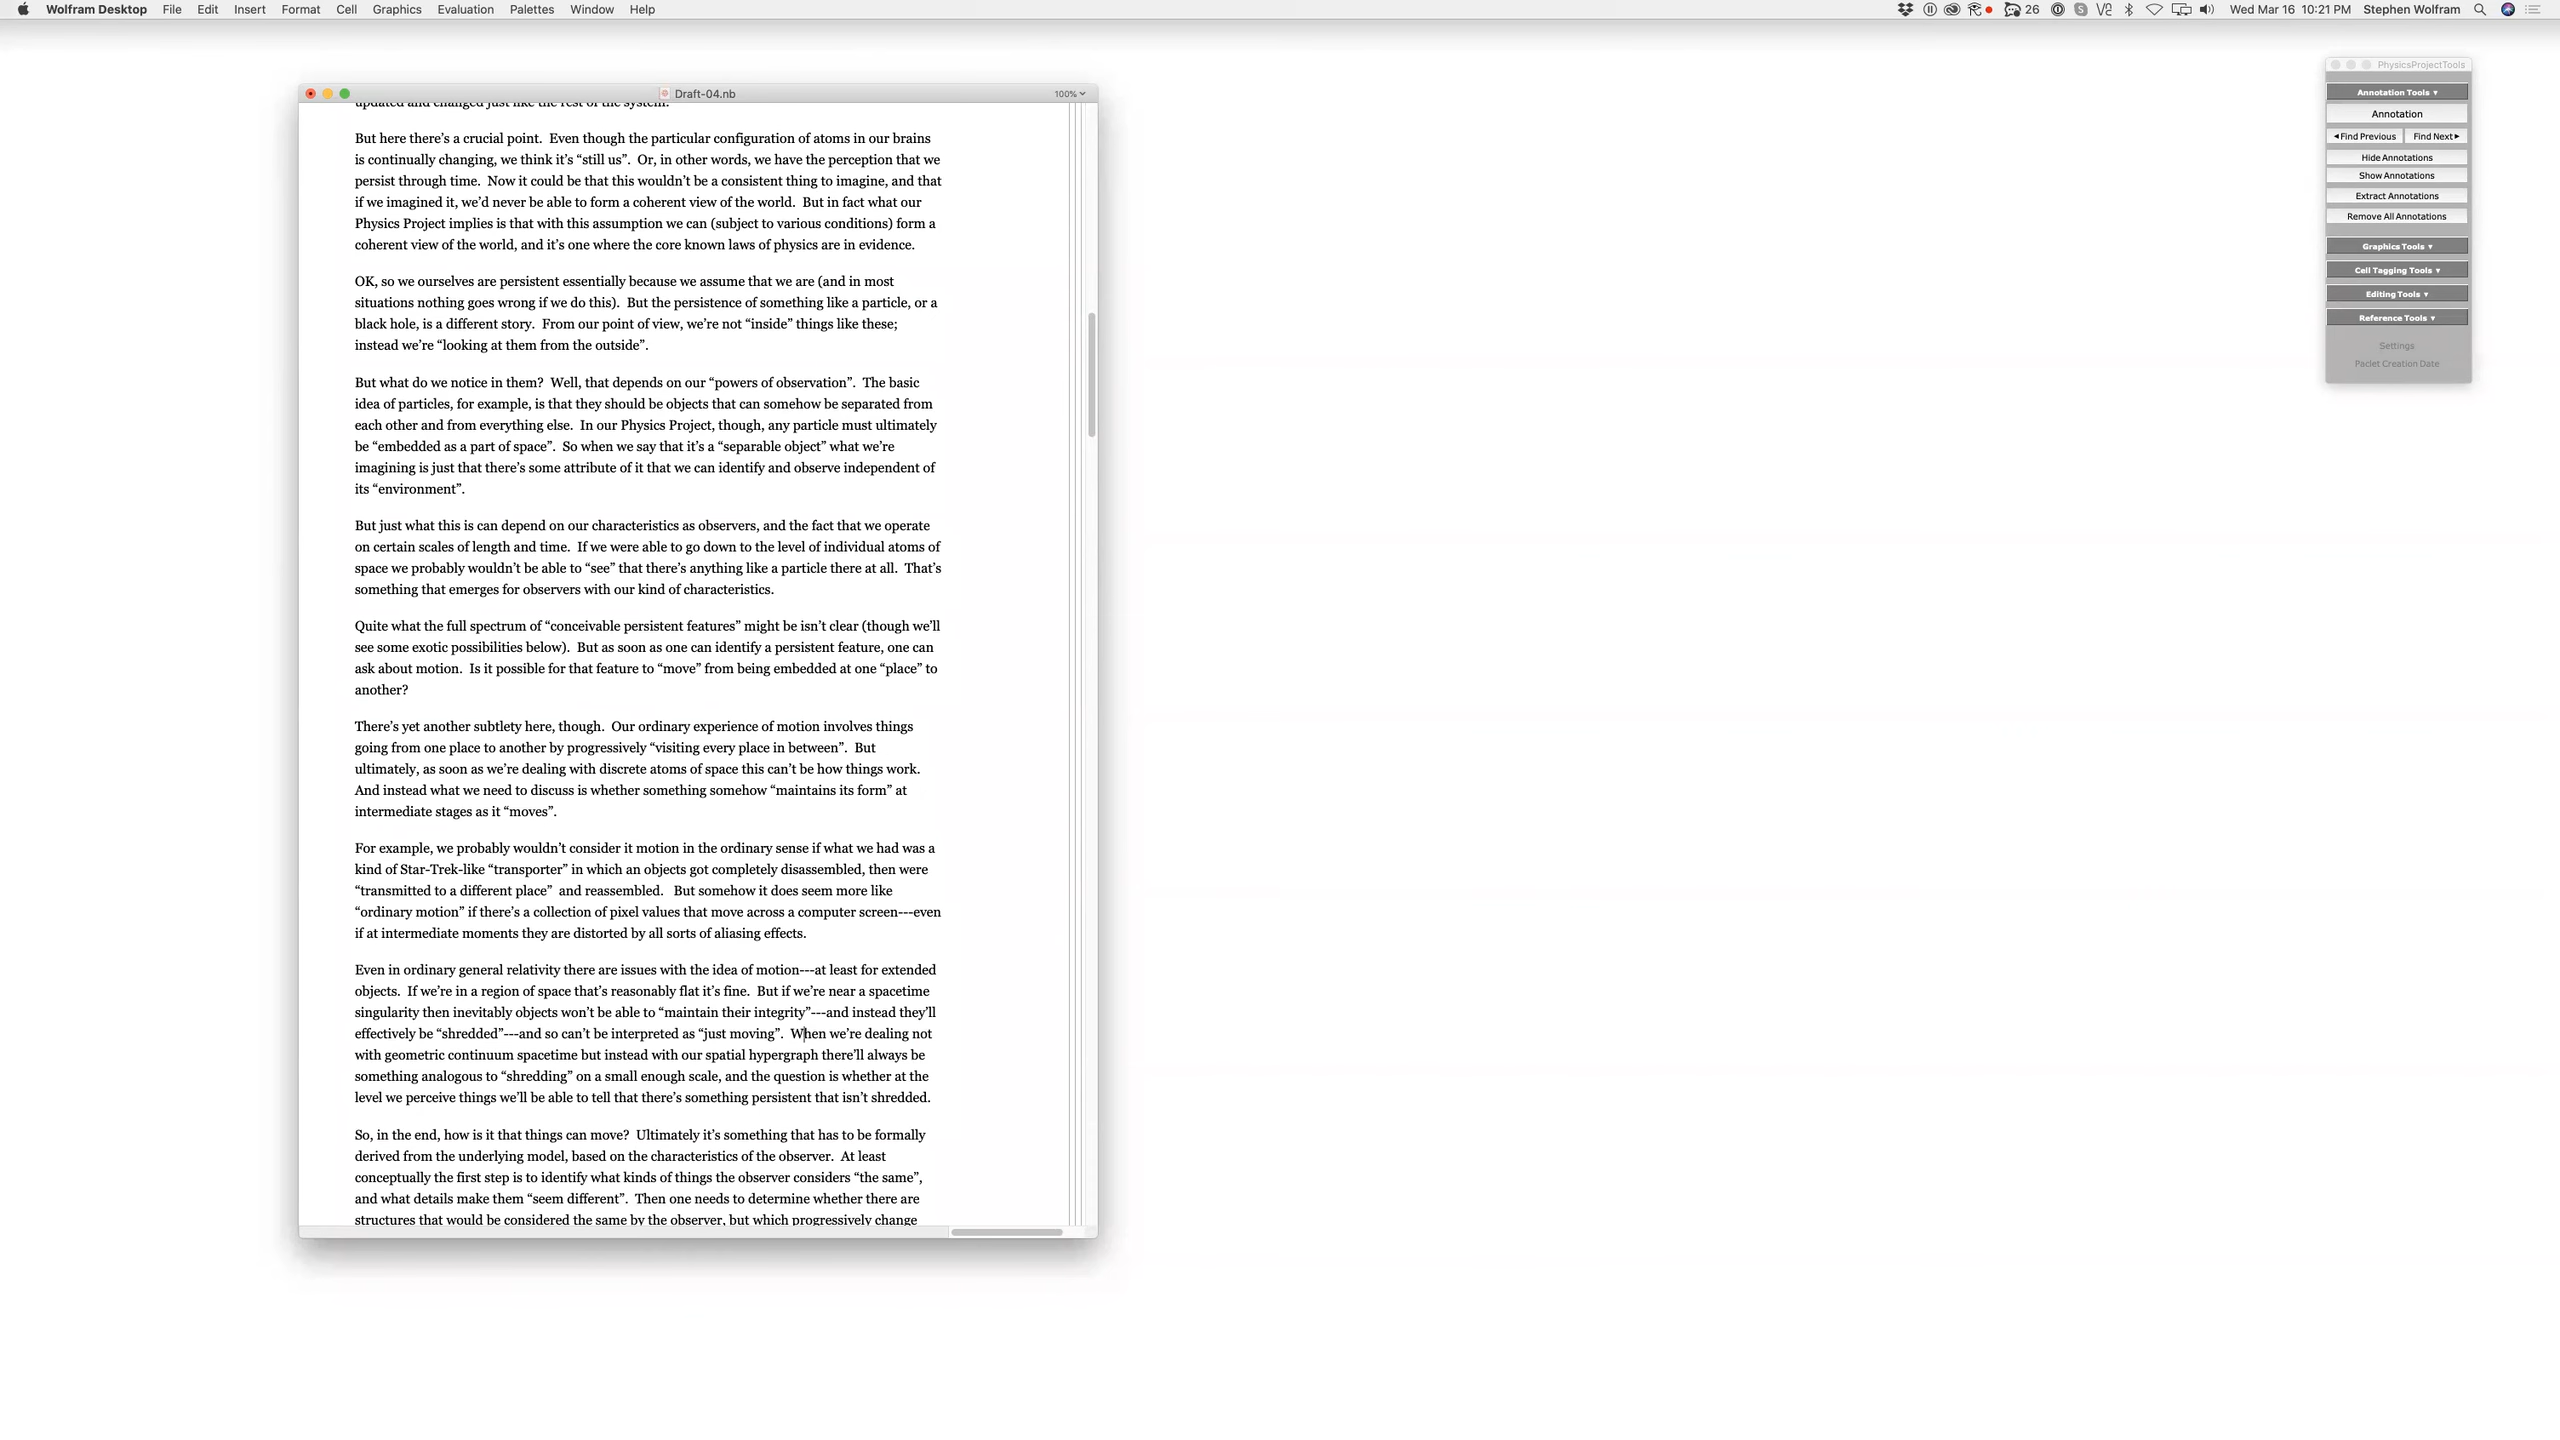 Wolfram Desktop File Edit Insert Format Cell Graphics Evaluation Palettes Window Help
26 Wed Mar 16 10:21 PM Stephen Wolfram
Draft-04.nb 100%
updated and changed just like the rest of the system.
But here there’s a crucial point.  Even though the particular configuration of atoms in our brains
is continually changing, we think it’s “still us”.  Or, in other words, we have the perception that we
persist through time.  Now it could be that this wouldn’t be a consistent thing to imagine, and that
if we imagined it, we’d never be able to form a coherent view of the world.  But in fact what our
Physics Project implies is that with this assumption we can (subject to various conditions) form a
coherent view of the world, and it’s one where the core known laws of physics are in evidence.
OK, so we ourselves are persistent essentially because we assume that we are (and in most
situations nothing goes wrong if we do this).  But the persistence of something like a particle, or a
black hole, is a different story.  From our point of view, we’re not “inside” things like these;
instead we’re “looking at them from the outside”.
But what do we notice in them?  Well, that depends on our “powers of observation”.  The basic
idea of particles, for example, is that they should be objects that can somehow be separated from
each other and from everything else.  In our Physics Project, though, any particle must ultimately
be “embedded as a part of space”.  So when we say that it’s a “separable object” what we’re
imagining is just that there’s some attribute of it that we can identify and observe independent of
its “environment”.
But just what this is can depend on our characteristics as observers, and the fact that we operate
on certain scales of length and time.  If we were able to go down to the level of individual atoms of
space we probably wouldn’t be able to “see” that there’s anything like a particle there at all.  That’s
something that emerges for observers with our kind of characteristics.
Quite what the full spectrum of “conceivable persistent features” might be isn’t clear (though we’ll
see some exotic possibilities below).  But as soon as one can identify a persistent feature, one can
ask about motion.  Is it possible for that feature to “move” from being embedded at one “place” to
another?
There’s yet another subtlety here, though.  Our ordinary experience of motion involves things
going from one place to another by progressively “visiting every place in between”.  But
ultimately, as soon as we’re dealing with discrete atoms of space this can’t be how things work.
And instead what we need to discuss is whether something somehow “maintains its form” at
intermediate stages as it “moves”.
For example, we probably wouldn’t consider it motion in the ordinary sense if what we had was a
kind of Star-Trek-like “transporter” in which an objects got completely disassembled, then were
“transmitted to a different place”  and reassembled.   But somehow it does seem more like
“ordinary motion” if there’s a collection of pixel values that move across a computer screen---even
if at intermediate moments they are distorted by all sorts of aliasing effects.
Even in ordinary general relativity there are issues with the idea of motion---at least for extended
objects.  If we’re in a region of space that’s reasonably flat it’s fine.  But if we’re near a spacetime
singularity then inevitably objects won’t be able to “maintain their integrity”---and instead they’ll
effectively be “shredded”---and so can’t be interpreted as “just moving”.  When we’re dealing not
with geometric continuum spacetime but instead with our spatial hypergraph there’ll always be
something analogous to “shredding” on a small enough scale, and the question is whether at the
level we perceive things we’ll be able to tell that there’s something persistent that isn’t shredded.
So, in the end, how is it that things can move?  Ultimately it’s something that has to be formally
derived from the underlying model, based on the characteristics of the observer.  At least
conceptually the first step is to identify what kinds of things the observer considers “the same”,
and what details make them “seem different”.  Then one needs to determine whether there are
structures that would be considered the same by the observer, but which progressively change
PhysicsProjectTools
Annotation Tools
Annotation
Find Previous Find Next
Hide Annotations
Show Annotations
Extract Annotations
Remove All Annotations
Graphics Tools
Cell Tagging Tools
Editing Tools
Reference Tools
Settings
Paclet Creation Date